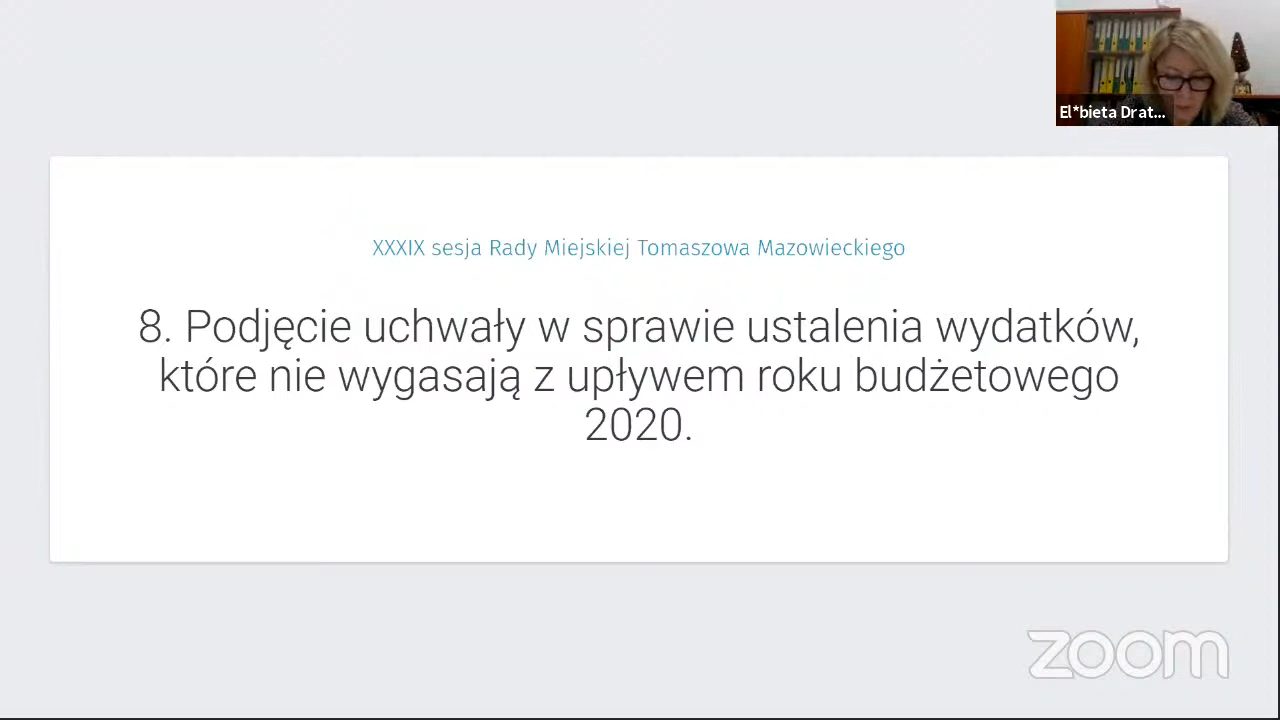 El*bieta Drat...
XXXIX sesja Rady Miejskiej Tomaszowa Mazowieckiego
8. Podjęcie uchwały w sprawie ustalenia wydatków,
które nie wygasają z upływem roku budżetowego
2020.
zoom